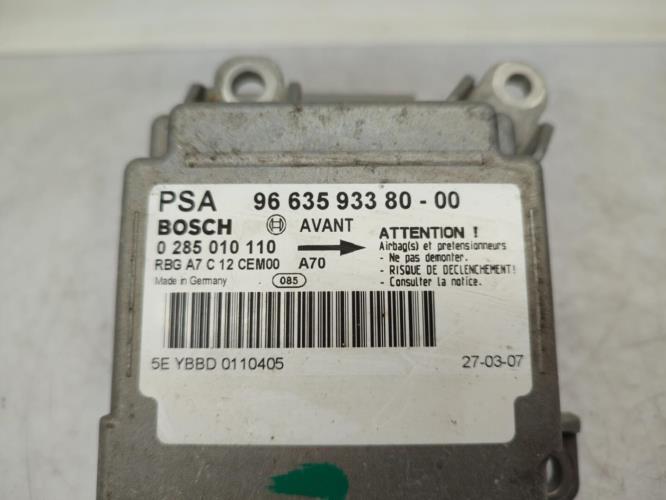 PSA 96 635 933 80 - 00
BOSCH AVANT
0 285 010 110
RBG A7 C 12 CEM00 A70
Made in Germany 085
ATTENTION !
Airbag(s) et pretensionneurs
- Ne pas demonter.
- RISQUE DE DECLENCHEMENT!
- Consulter la notice.
5E YBBD 0110405 27-03-07